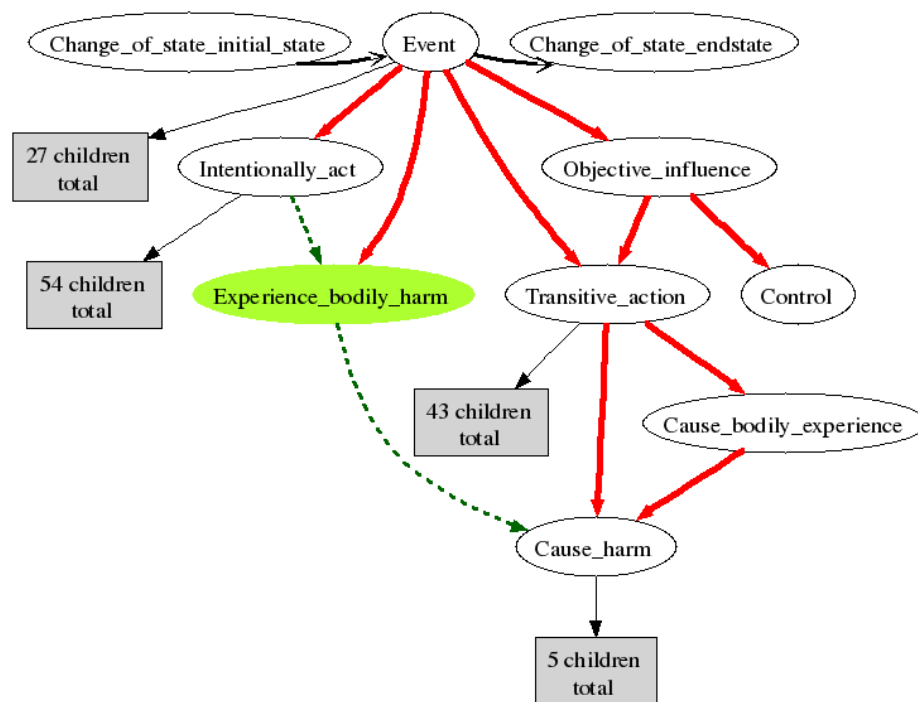 Change_of_state_initial_state
Event
Change_of_state_endstate
27 children
total
Intentionally_act
Objective_influence
54 children
total
Experience_bodily_harm
Transitive_action
Control
43 children
total
Cause_bodily_experience
Cause_harm
5 children
total